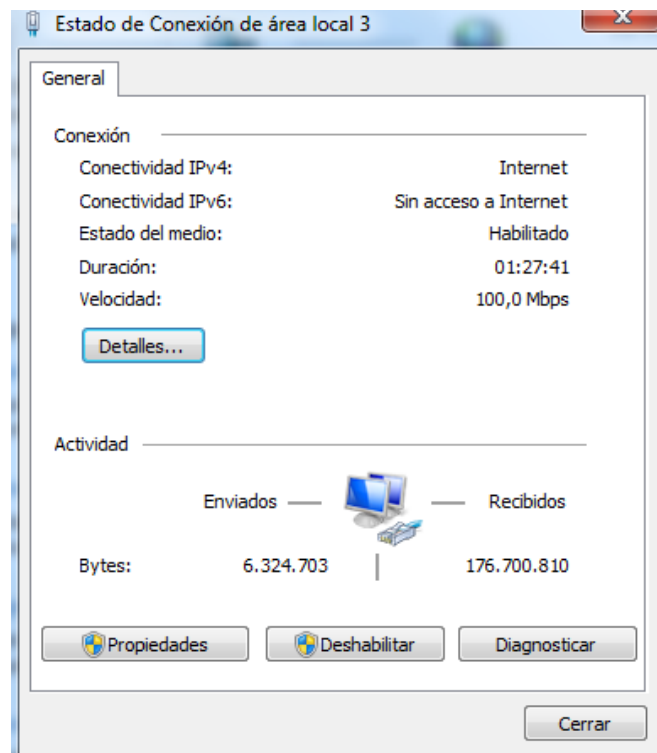 Estado de Conexión de área local 3
General
Conexión
Conectividad IPv4: Internet
Conectividad IPv6: Sin acceso a Internet
Estado del medio: Habilitado
Duración: 01:27:41
Velocidad: 100,0 Mbps
Detalles...
Actividad
Enviados Recibidos
Bytes: 6.324.703 176.700.810
Propiedades Deshabilitar Diagnosticar
Cerrar